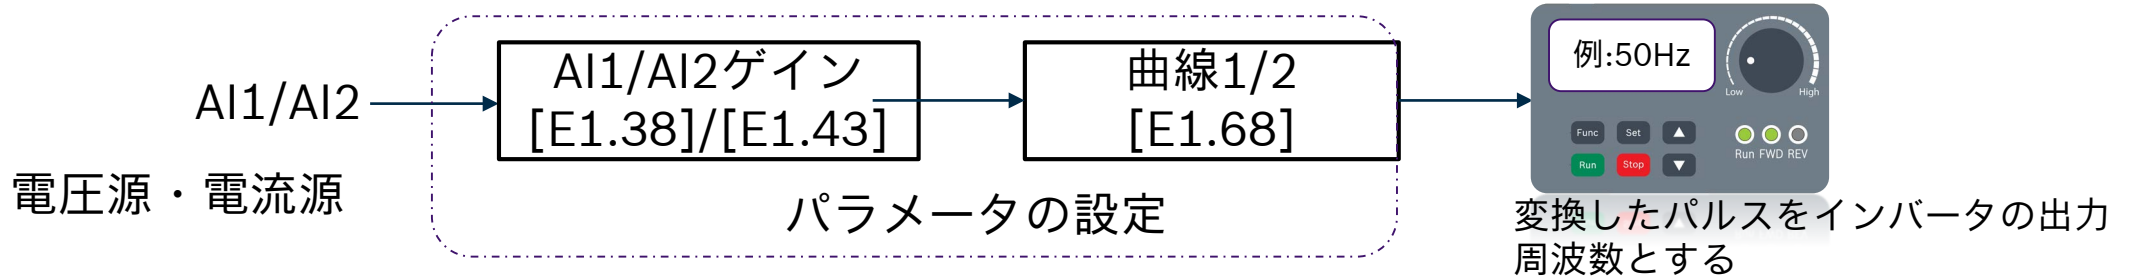 AI1/AI2
電圧源・電流源
AI1/AI2ゲイン
[E1.38]/[E1.43]
曲線1/2
[E1.68]
パラメータの設定
例:50Hz
Low
High
Func
Set
Run
Stop
Run FWD REV
変換したパルスをインバータの出力
周波数とする